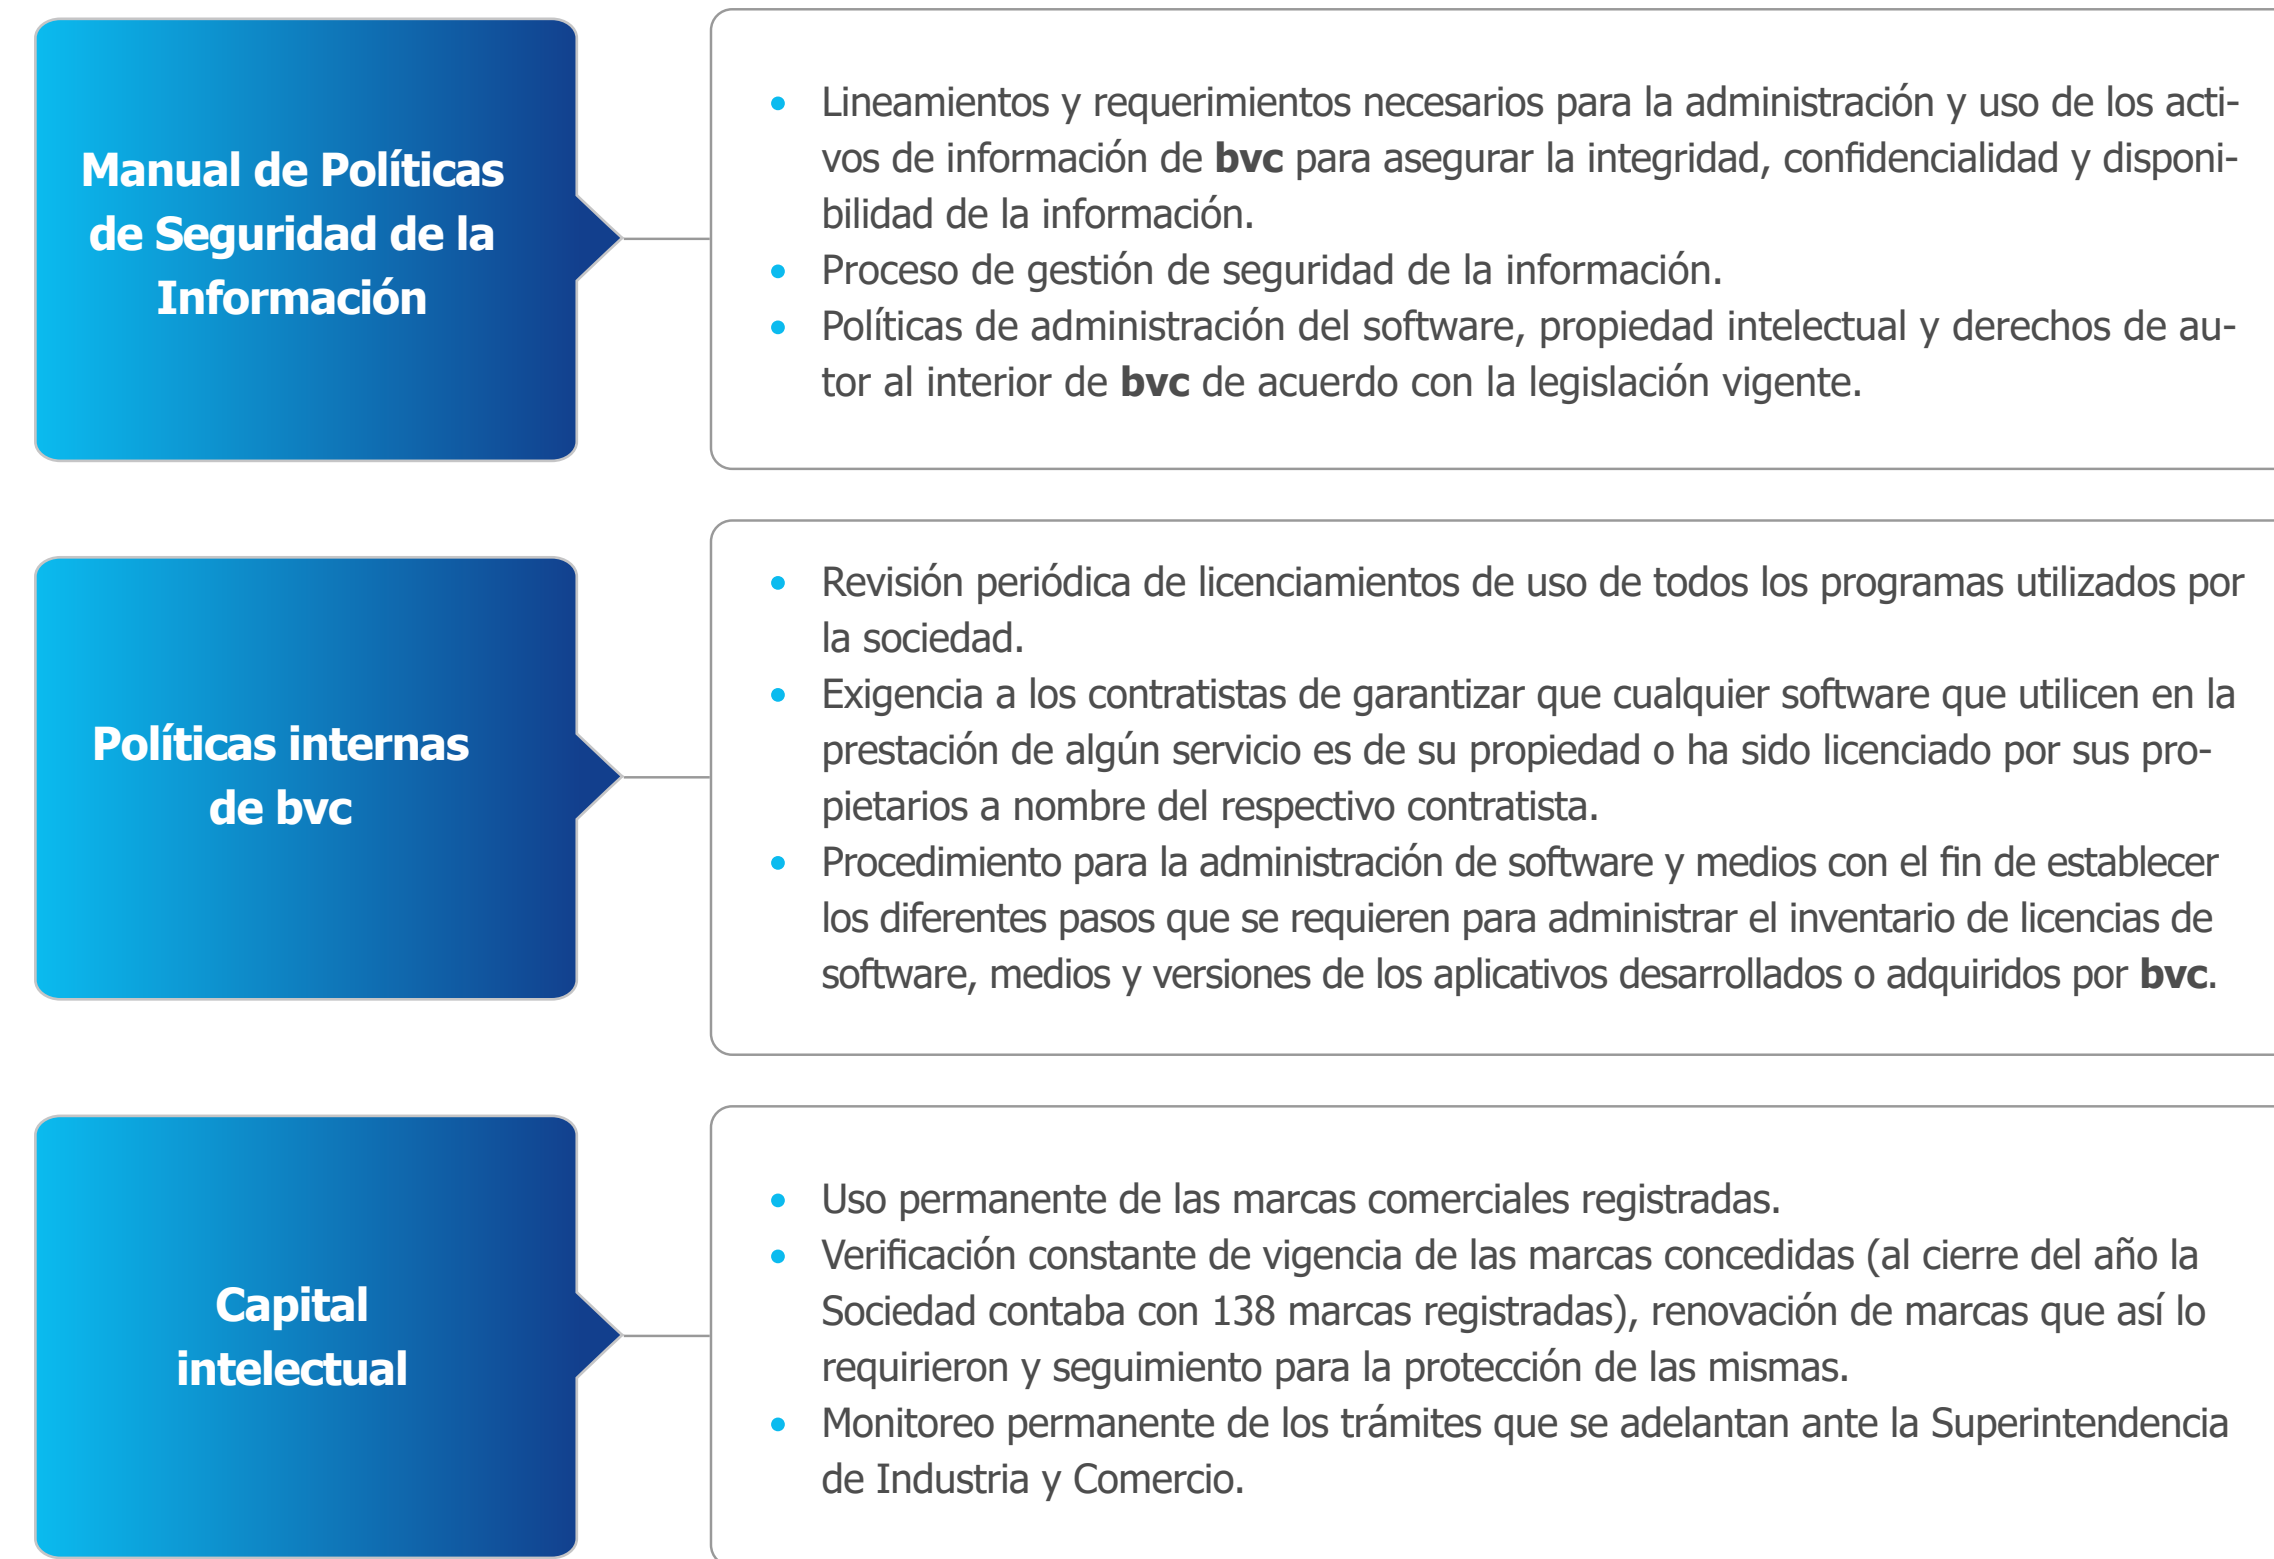 Manual de Políticas
de Seguridad de la
Información
• Lineamientos y requerimientos necesarios para la administración y uso de los acti-
vos de información de bvc para asegurar la integridad, confidencialidad y disponi-
bilidad de la información.
• Proceso de gestión de seguridad de la información.
• Políticas de administración del software, propiedad intelectual y derechos de au-
tor al interior de bvc de acuerdo con la legislación vigente.
Políticas internas
de bvc
• Revisión periódica de licenciamientos de uso de todos los programas utilizados por
la sociedad.
• Exigencia a los contratistas de garantizar que cualquier software que utilicen en la
prestación de algún servicio es de su propiedad o ha sido licenciado por sus pro-
pietarios a nombre del respectivo contratista.
• Procedimiento para la administración de software y medios con el fin de establecer
los diferentes pasos que se requieren para administrar el inventario de licencias de
software, medios y versiones de los aplicativos desarrollados o adquiridos por bvc.
Capital
intelectual
• Uso permanente de las marcas comerciales registradas.
• Verificación constante de vigencia de las marcas concedidas (al cierre del año la
Sociedad contaba con 138 marcas registradas), renovación de marcas que así lo
requirieron y seguimiento para la protección de las mismas.
• Monitoreo permanente de los trámites que se adelantan ante la Superintendencia
de Industria y Comercio.